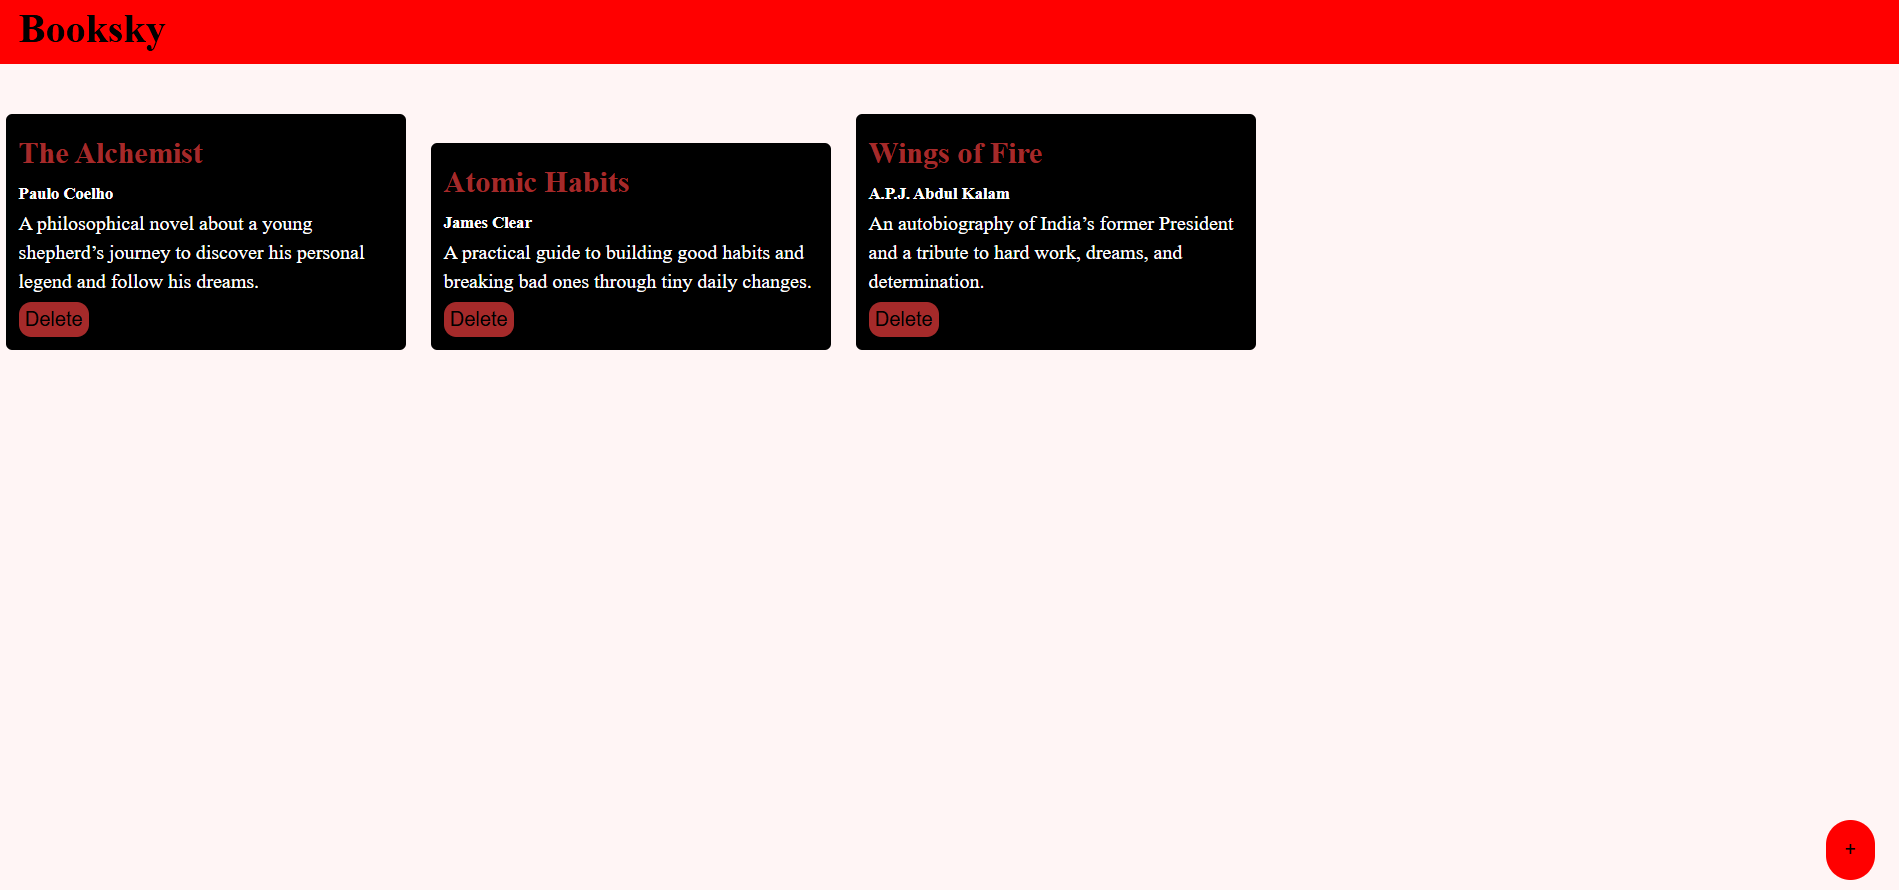 Booksky
The Alchemist
Paulo Coelho
A philosophical novel about a young
shepherd’s journey to discover his personal
legend and follow his dreams.
Delete
Atomic Habits
James Clear
A practical guide to building good habits and
breaking bad ones through tiny daily changes.
Delete
Wings of Fire
A.P.J. Abdul Kalam
An autobiography of India’s former President
and a tribute to hard work, dreams, and
determination.
Delete
+